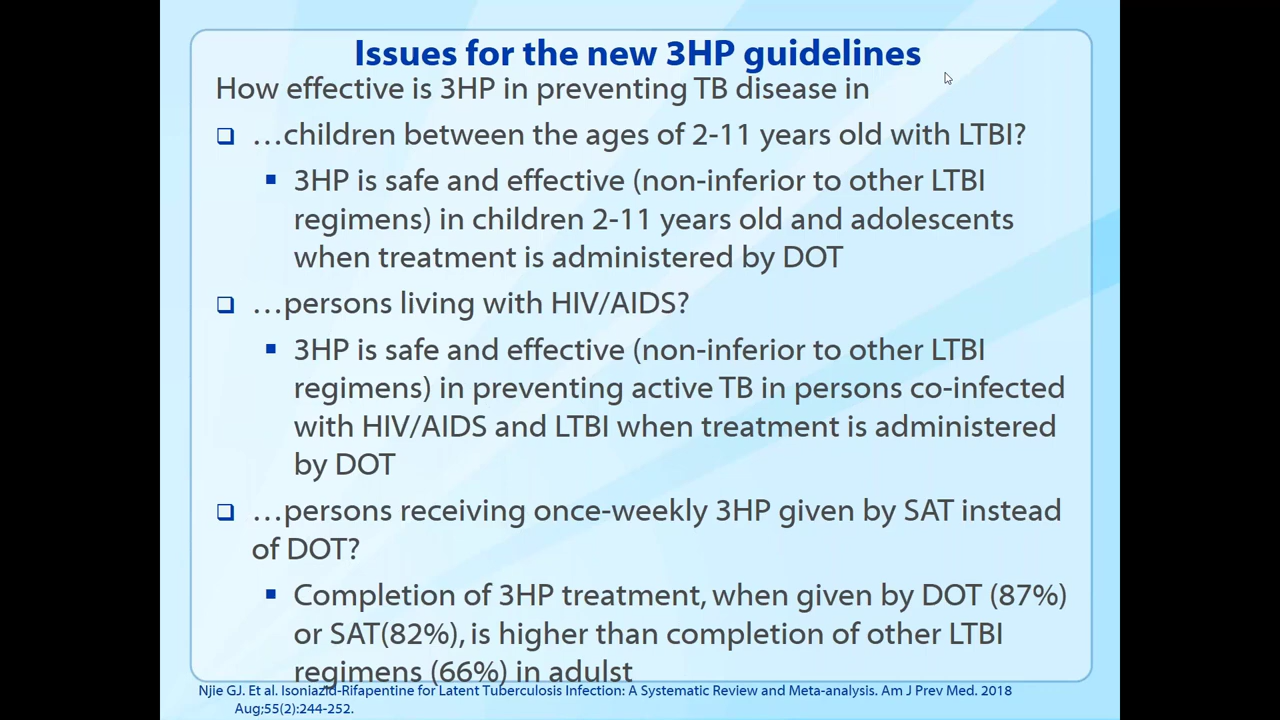 Issues for the new 3HP guidelines
How effective is 3HP in preventing TB disease in
…children between the ages of 2-11 years old with LTBI?
3HP is safe and effective (non-inferior to other LTBI
regimens) in children 2-11 years old and adolescents
when treatment is administered by DOT
…persons living with HIV/AIDS?
3HP is safe and effective (non-inferior to other LTBI
regimens) in preventing active TB in persons co-infected
with HIV/AIDS and LTBI when treatment is administered
by DOT
…persons receiving once-weekly 3HP given by SAT instead
of DOT?
Completion of 3HP treatment, when given by DOT (87%)
or SAT(82%), is higher than completion of other LTBI
regimens (66%) in adulst
Njie GJ. Et al. Isoniazid-Rifapentine for Latent Tuberculosis Infection: A Systematic Review and Meta-analysis. Am J Prev Med. 2018
Aug;55(2):244-252.